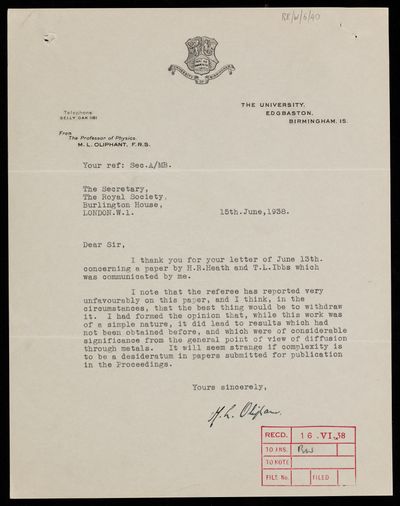 RR/W/6/40
UNIVERSITY OF BIRMINGHAM
THE UNIVERSITY,
EDGBASTON,
BIRMINGHAM, 15.
Telephone
SELLY OAK 1181
From
The Professor of Physics.
M. L. OLIPHANT, F.R.S.
Your ref: Sec.A/MB.
The Secretary,
The Royal Society,
Burlington House,
LONDON.W.1.
15th.June,1938.
Dear Sir,
I thank you for your letter of June 13th.
concerning a paper by H.R.Heath and T.L.Ibbs which
was communicated by me.
I note that the referee has reported very
unfavourably on this paper, and I think, in the
circumstances, that the best thing would be to withdraw
it. I had formed the opinion that, while this work was
of a simple nature, it did lead to results which had
not been obtained before, and which were of considerable
significance from the general point of view of diffusion
through metals. It will seem strange if complexity is
to be a desideratum in papers submitted for publication
in the Proceedings.
Yours sincerely,
M. L. Oliphant.
RECD. 16.VI.38
TO ANS.
TO NOTE
FILE No. FILED